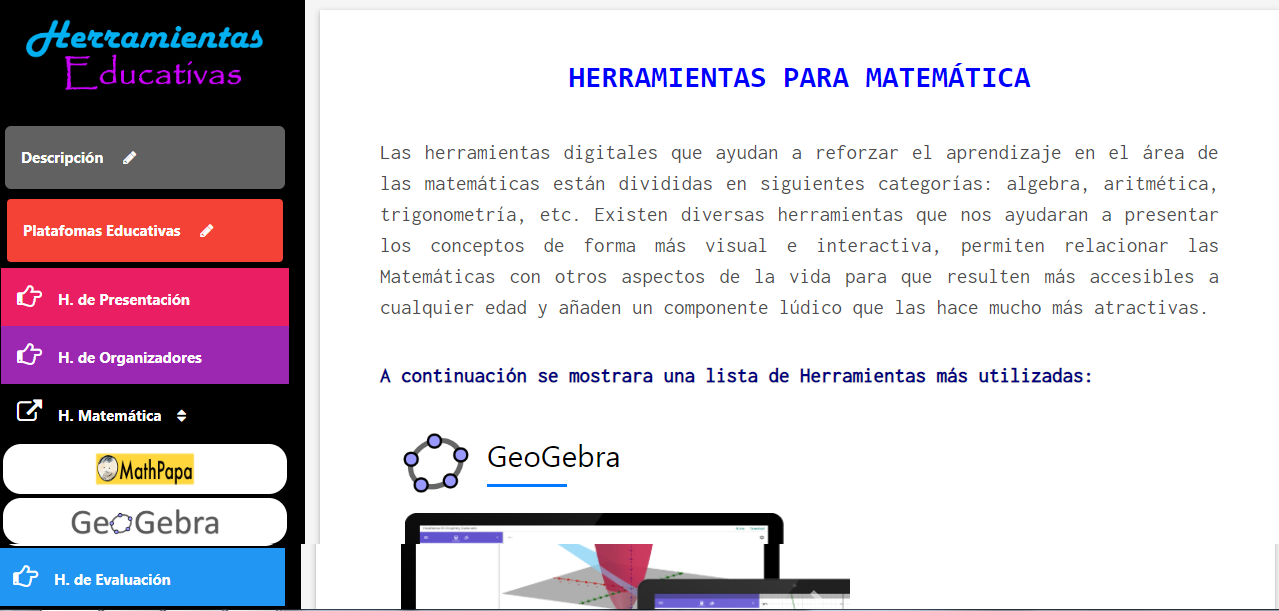 Herramientas
Educativas
Descripción
Platafomas Educativas
H. de Presentación
H. de Organizadores
H. Matemática
MathPapa
GeoGebra
H. de Evaluación
HERRAMIENTAS PARA MATEMÁTICA
Las herramientas digitales que ayudan a reforzar el aprendizaje en el área de
las matemáticas están divididas en siguientes categorías: algebra, aritmética,
trigonometría, etc. Existen diversas herramientas que nos ayudaran a presentar
los conceptos de forma más visual e interactiva, permiten relacionar las
Matemáticas con otros aspectos de la vida para que resulten más accesibles a
cualquier edad y añaden un componente lúdico que las hace mucho más atractivas.
A continuación se mostrara una lista de Herramientas más utilizadas:
GeoGebra